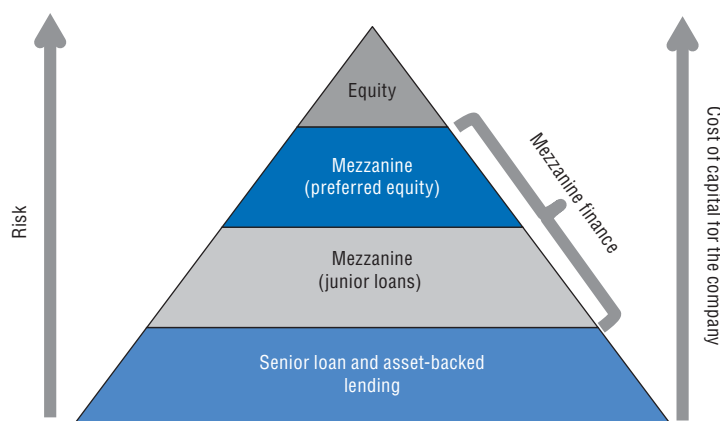 Equity
Mezzanine
(preferred equity)
Mezzanine
(junior loans)
Senior loan and asset-backed
lending
Risk
Mezzanine finance
Cost of capital for the company